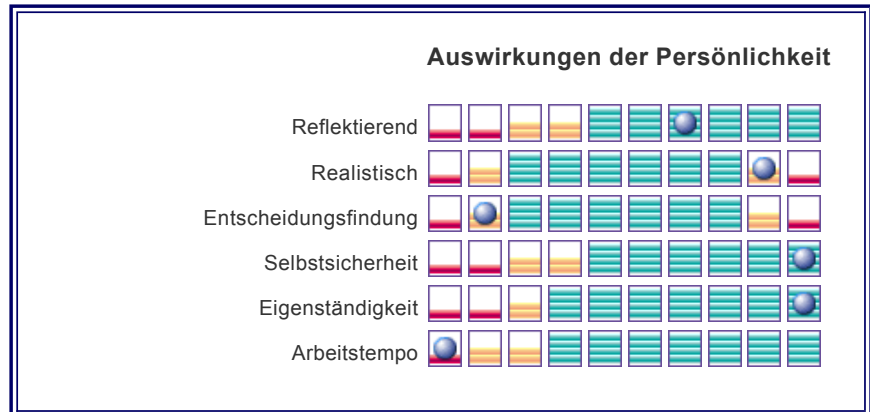 Auswirkungen der Persönlichkeit
Reflektierend
Realistisch
Entscheidungsfindung
Selbstsicherheit
Eigenständigkeit
Arbeitstempo